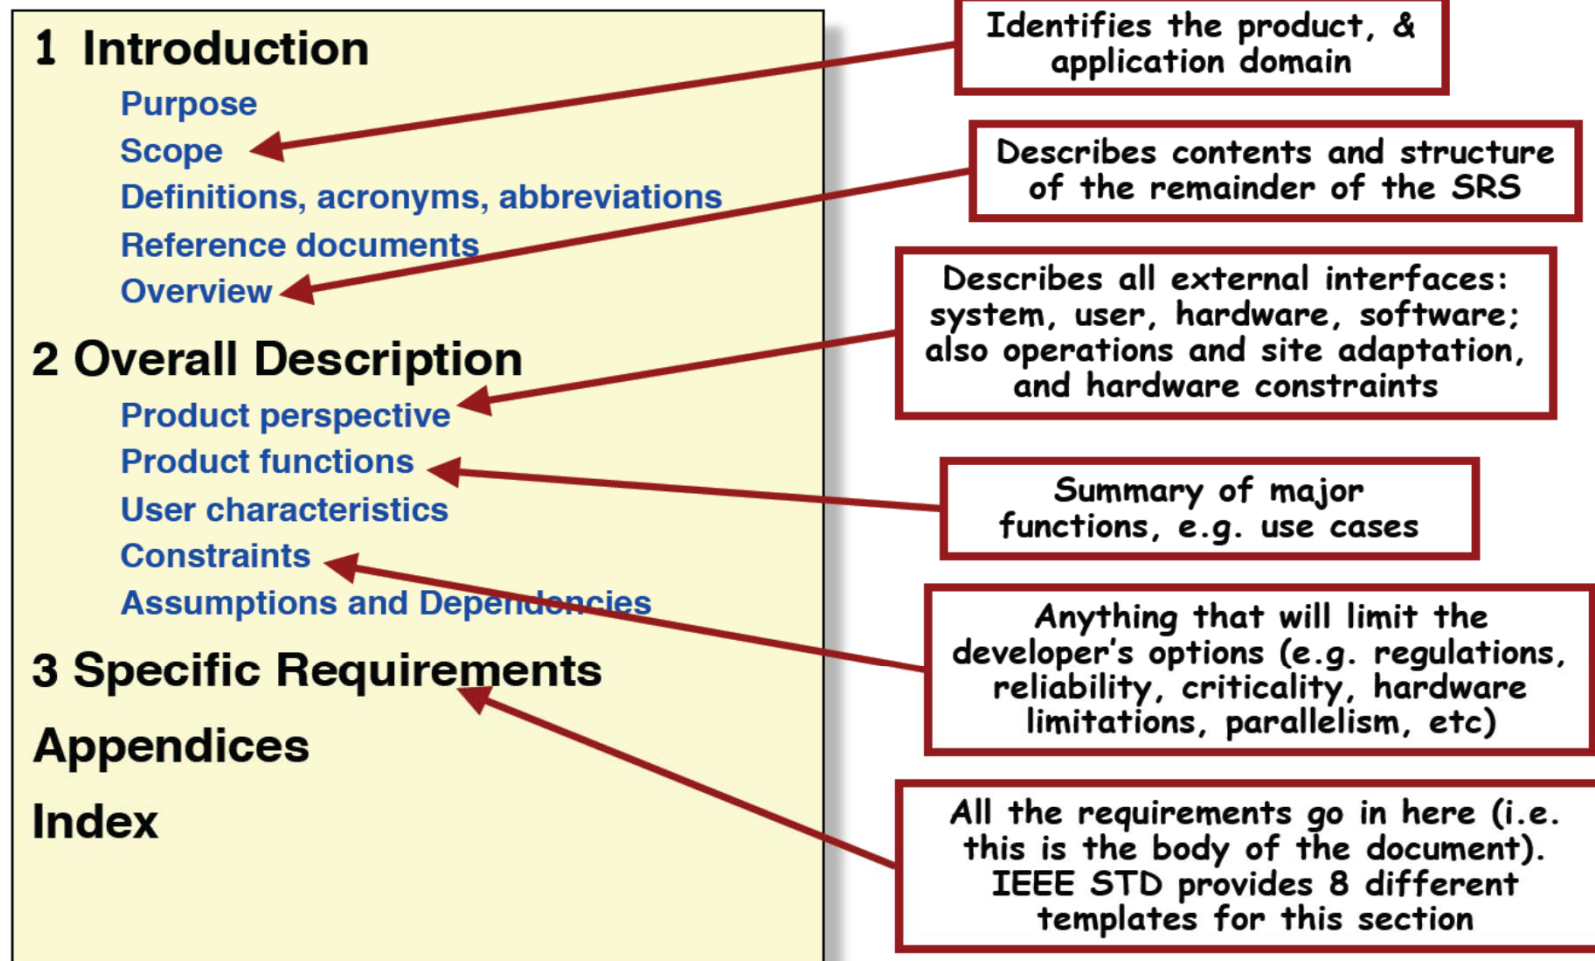 1 Introduction
Purpose
Scope
Definitions, acronyms, abbreviations
Reference documents
Overview
2 Overall Description
Product perspective
Product functions
User characteristics
Constraints
Assumptions and Dependencies
3 Specific Requirements
Appendices
Index
Identifies the product, &
application domain
Describes contents and structure
of the remainder of the SRS
Describes all external interfaces:
system, user, hardware, software;
also operations and site adaptation,
and hardware constraints
Summary of major
functions, e.g. use cases
Anything that will limit the
developer's options (e.g. regulations,
reliability, criticality, hardware
limitations, parallelism, etc)
All the requirements go in here (i.e.
this is the body of the document).
IEEE STD provides 8 different
templates for this section